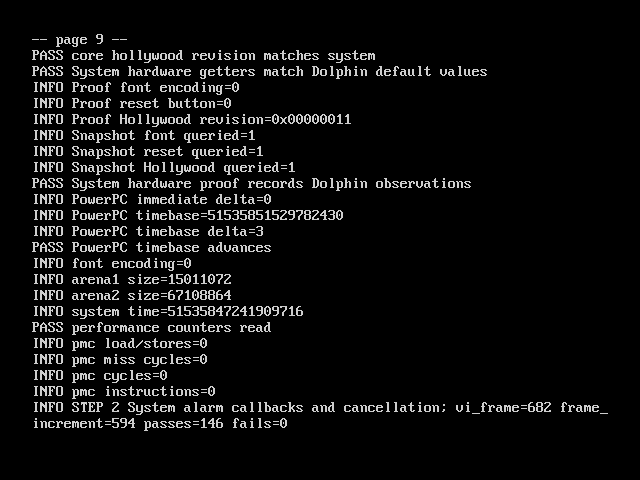 -- page 9 --
PASS core hollywood revision matches system
PASS System hardware getters match Dolphin default values
INFO Proof font encoding=0
INFO Proof reset button=0
INFO Proof Hollywood revision=0x00000011
INFO Snapshot font queried=1
INFO Snapshot reset queried=1
INFO Snapshot Hollywood queried=1
PASS System hardware proof records Dolphin observations
INFO PowerPC immediate delta=0
INFO PowerPC timebase=51535851529782430
INFO PowerPC timebase delta=3
PASS PowerPC timebase advances
INFO font encoding=0
INFO arena1 size=15011072
INFO arena2 size=67108864
INFO system time=51535847241909716
PASS performance counters read
INFO pmc load/stores=0
INFO pmc miss cycles=0
INFO pmc cycles=0
INFO pmc instructions=0
INFO STEP 2 System alarm callbacks and cancellation; vi_frame=682 frame_
increment=594 passes=146 fails=0